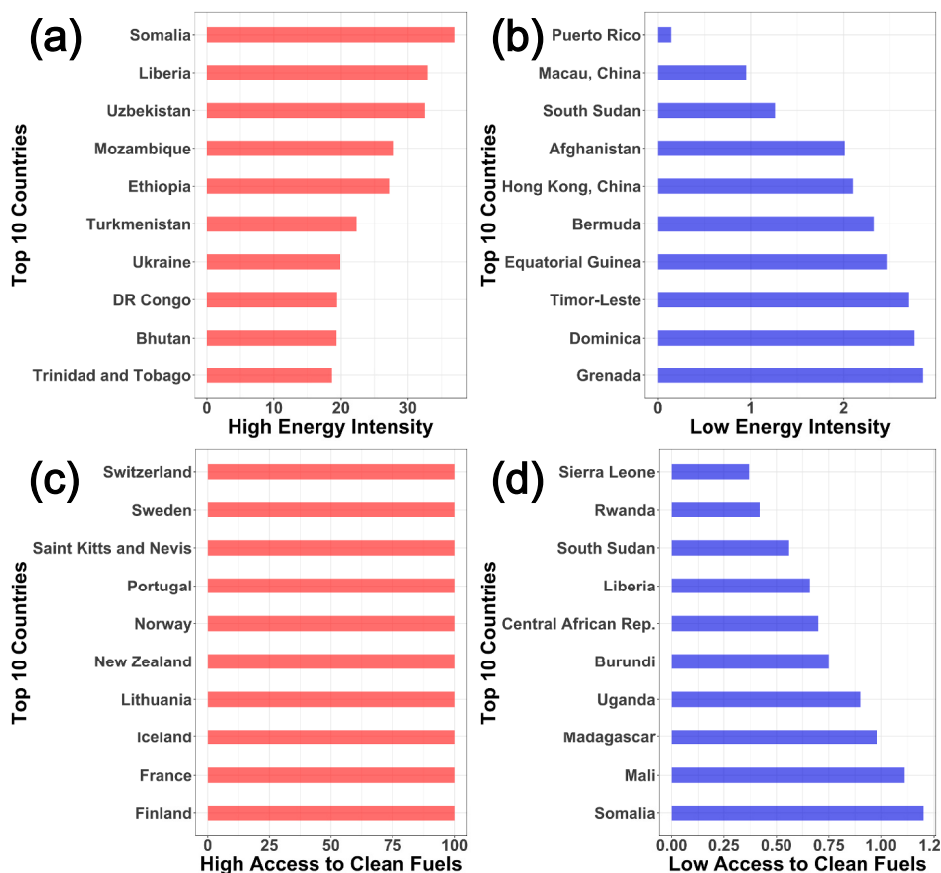 (a)
Top 10 Countries
Somalia
Liberia
Uzbekistan
Mozambique
Ethiopia
Turkmenistan
Ukraine
DR Congo
Bhutan
Trinidad and Tobago
0 10 20 30
High Energy Intensity
(b)
Top 10 Countries
Puerto Rico
Macau, China
South Sudan
Afghanistan
Hong Kong, China
Bermuda
Equatorial Guinea
Timor-Leste
Dominica
Grenada
0 1 2
Low Energy Intensity
(c)
Top 10 Countries
Switzerland
Sweden
Saint Kitts and Nevis
Portugal
Norway
New Zealand
Lithuania
Iceland
France
Finland
0 25 50 75 100
High Access to Clean Fuels
(d)
Top 10 Countries
Sierra Leone
Rwanda
South Sudan
Liberia
Central African Rep.
Burundi
Uganda
Madagascar
Mali
Somalia
0.00 0.25 0.50 0.75 1.00 1.2
Low Access to Clean Fuels